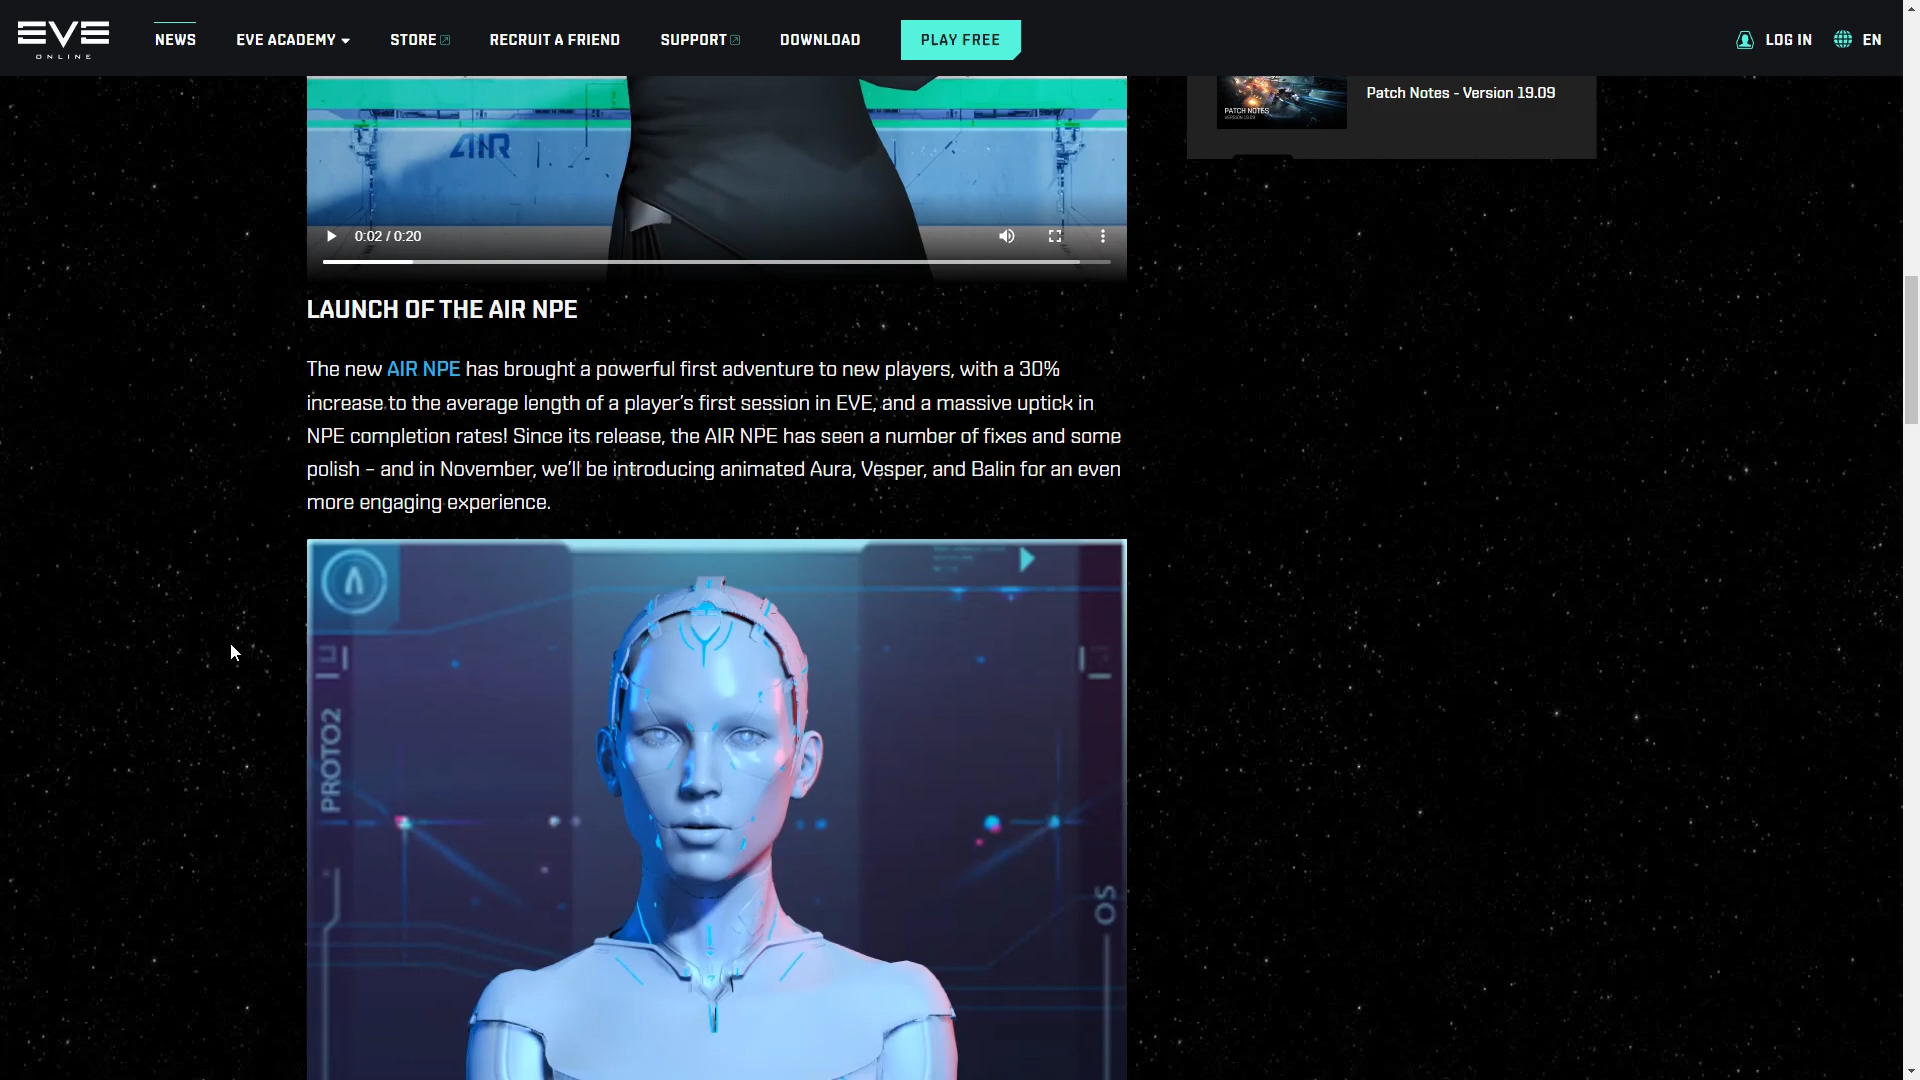 EVE
ONLINE
NEWS
EVE ACADEMY
STORE
RECRUIT A FRIEND
SUPPORT
DOWNLOAD
PLAY FREE
LOG IN
EN
PATCH NOTES
VERSION 19.09
Patch Notes - Version 19.09
AIR
0:02 / 0:20
LAUNCH OF THE AIR NPE
The new AIR NPE has brought a powerful first adventure to new players, with a 30%
increase to the average length of a player’s first session in EVE, and a massive uptick in
NPE completion rates! Since its release, the AIR NPE has seen a number of fixes and some
polish – and in November, we’ll be introducing animated Aura, Vesper, and Balin for an even
more engaging experience.
PROTO2
OS